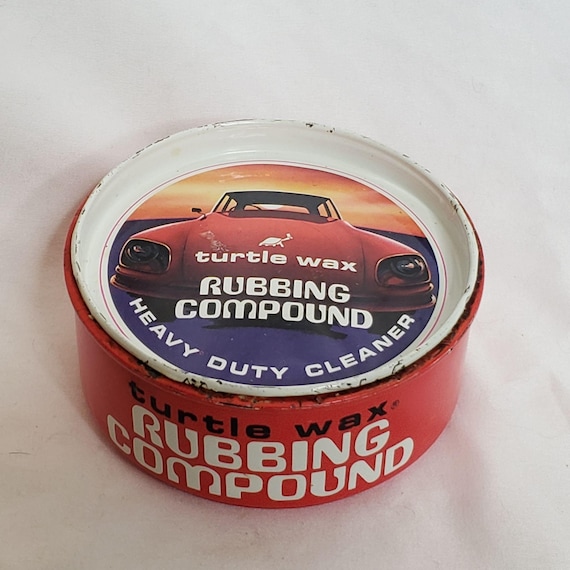 turtle wax
RUBBING
COMPOUND
HEAVY DUTY CLEANER
turtle wax®
RUBBING
COMPOUND